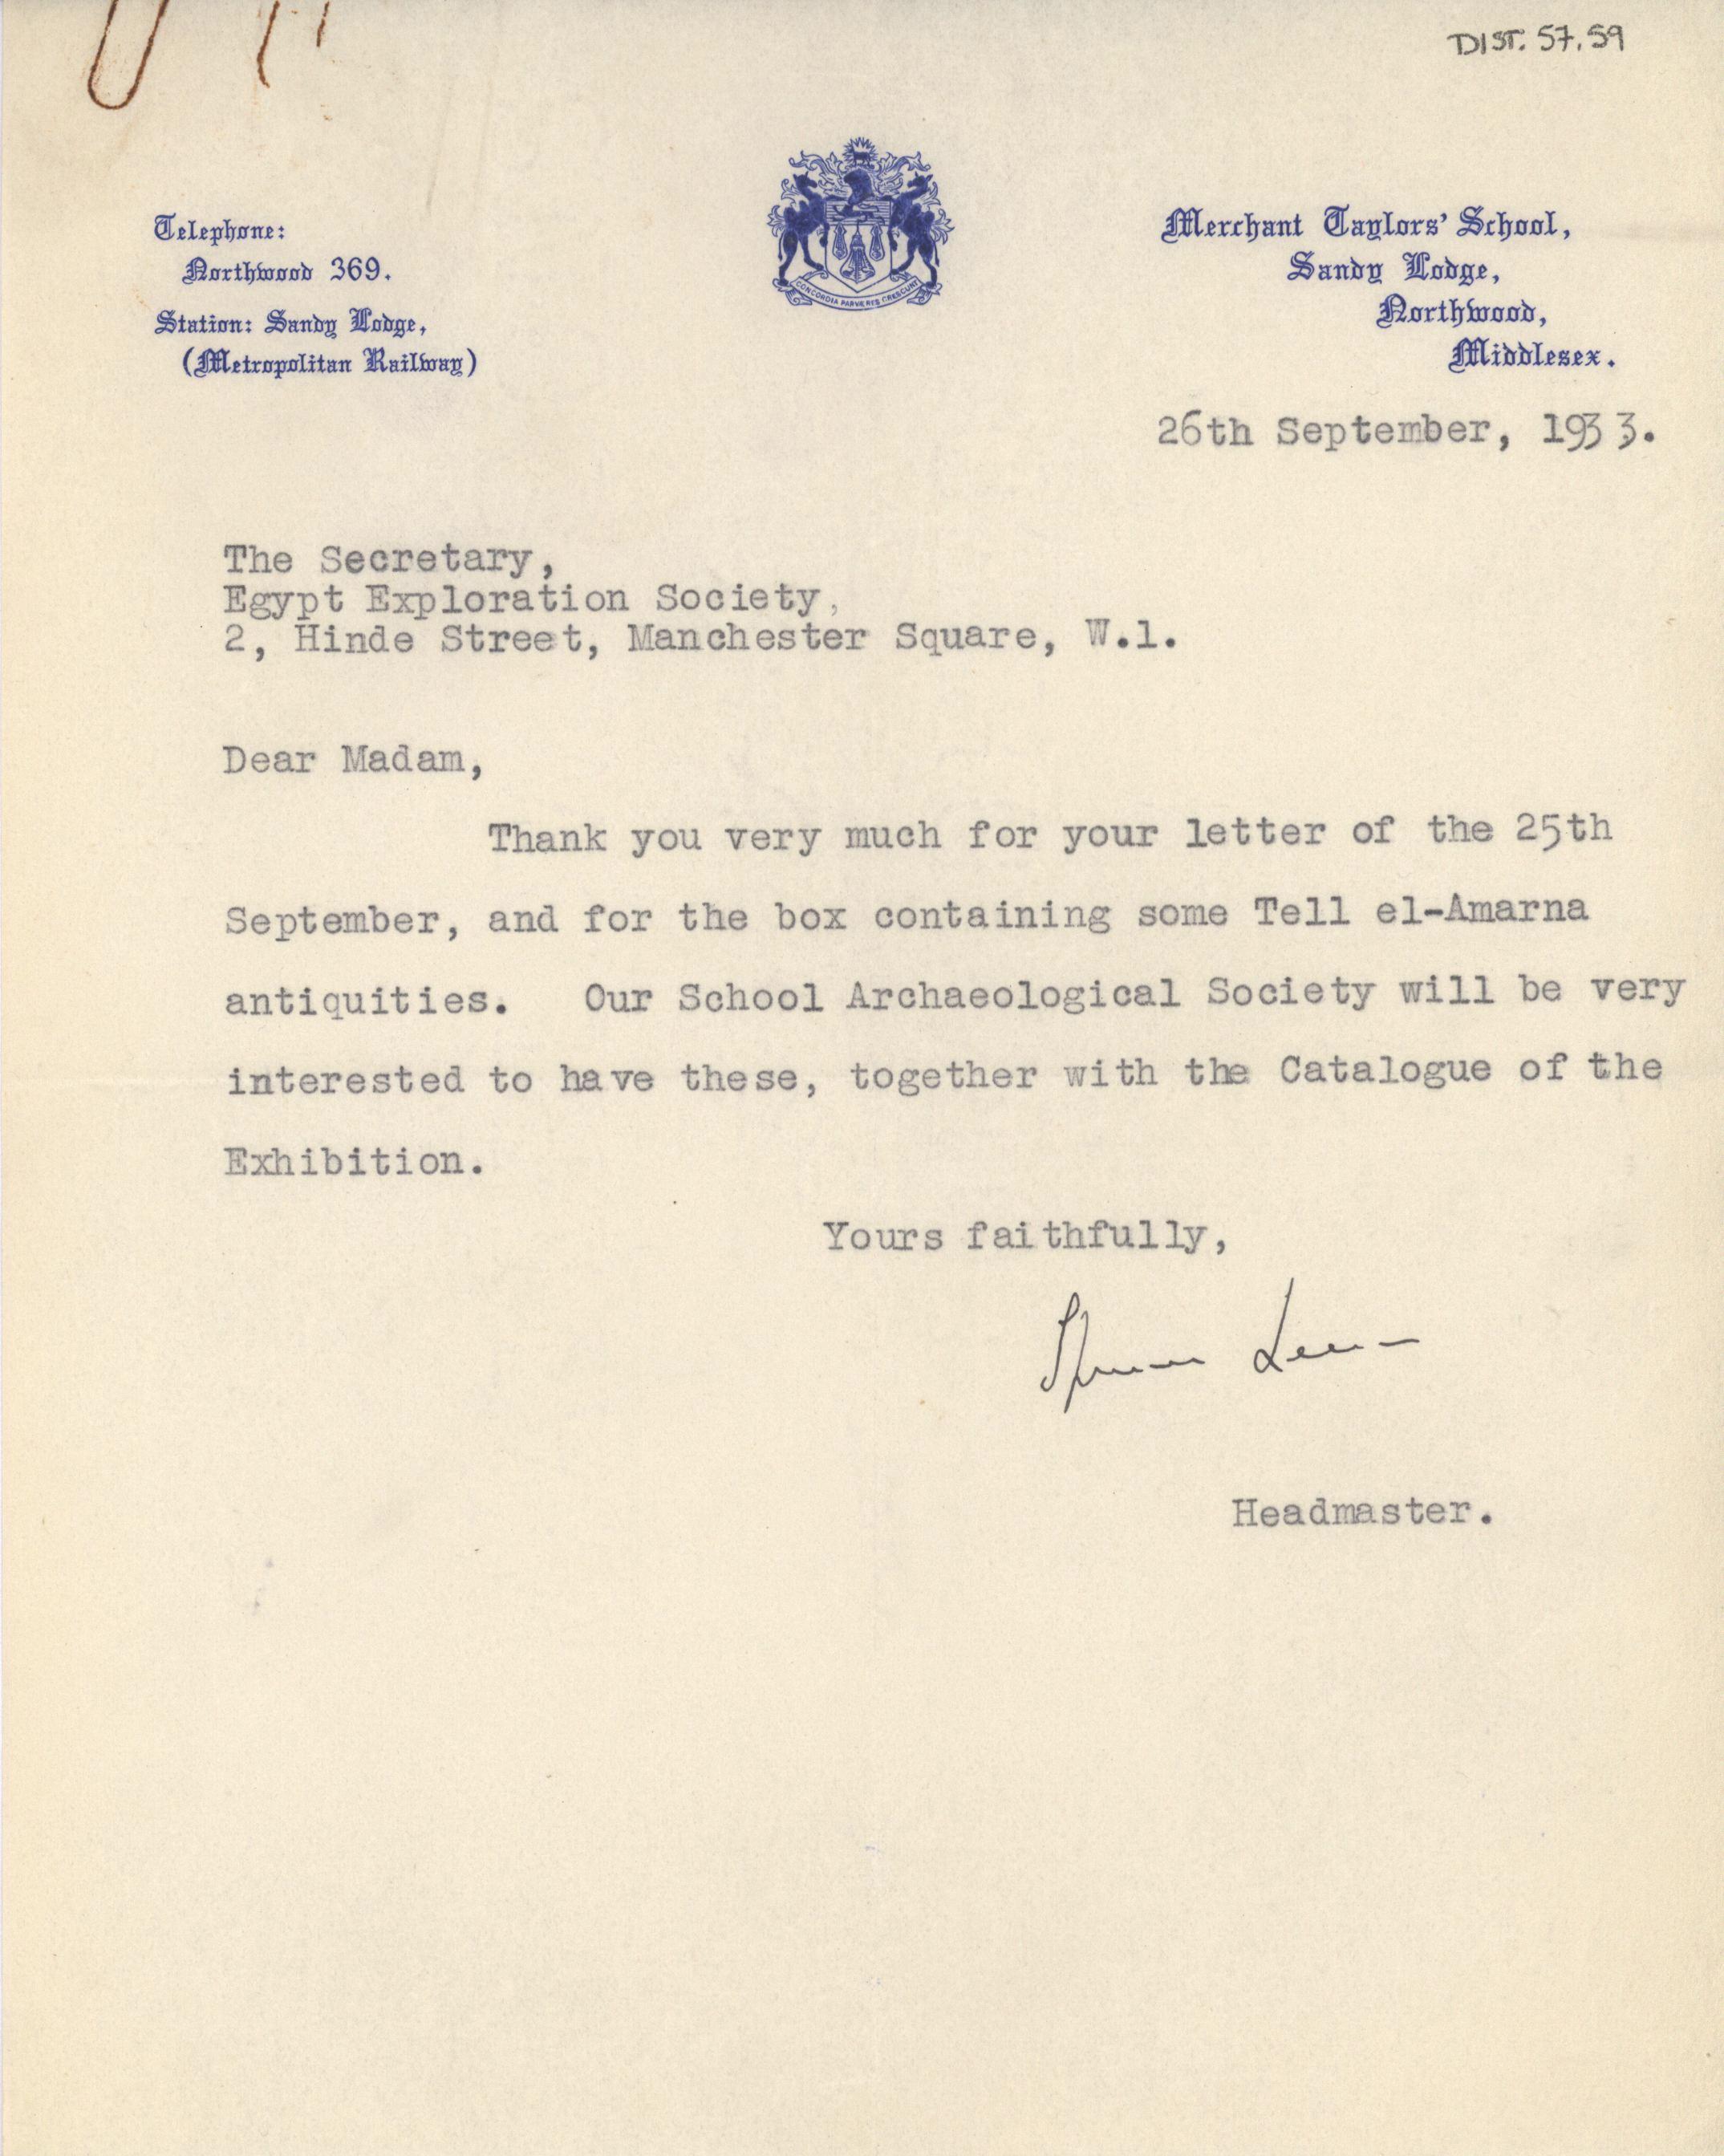 DIST. 57.59
Telephone:
Northwood 369.
Station: Sandy Lodge,
(Metropolitan Railway)
CONCORDIA PARVÆ RES CRESCUNT
Merchant Taylors' School,
Sandy Lodge,
Northwood,
Middlesex.
26th September, 1933.
The Secretary,
Egypt Exploration Society,
2, Hinde Street, Manchester Square, W.1.
Dear Madam,
Thank you very much for your letter of the 25th
September, and for the box containing some Tell el-Amarna
antiquities. Our School Archaeological Society will be very
interested to have these, together with the Catalogue of the
Exhibition.
Yours faithfully,
Headmaster.